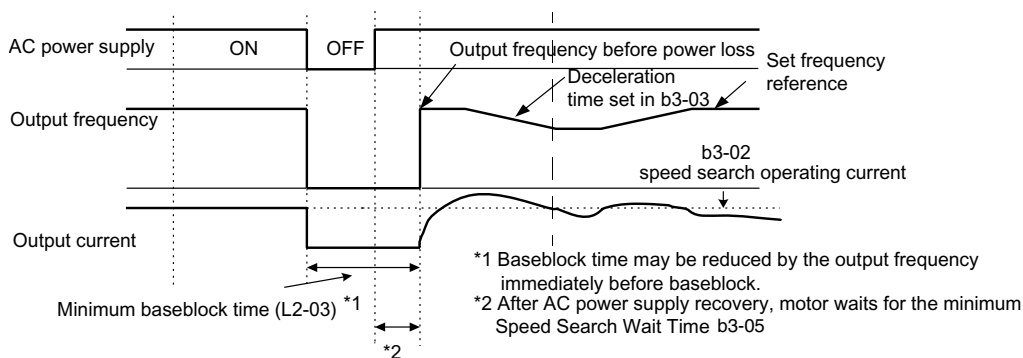 AC power supply
ON
OFF
Output frequency before power loss
Deceleration
time set in b3-03
Set frequency
reference
Output frequency
b3-02
speed search operating current
Output current
*1 Baseblock time may be reduced by the output frequency
immediately before baseblock.
Minimum baseblock time (L2-03) *1
*2 After AC power supply recovery, motor waits for the minimum
Speed Search Wait Time b3-05
*2